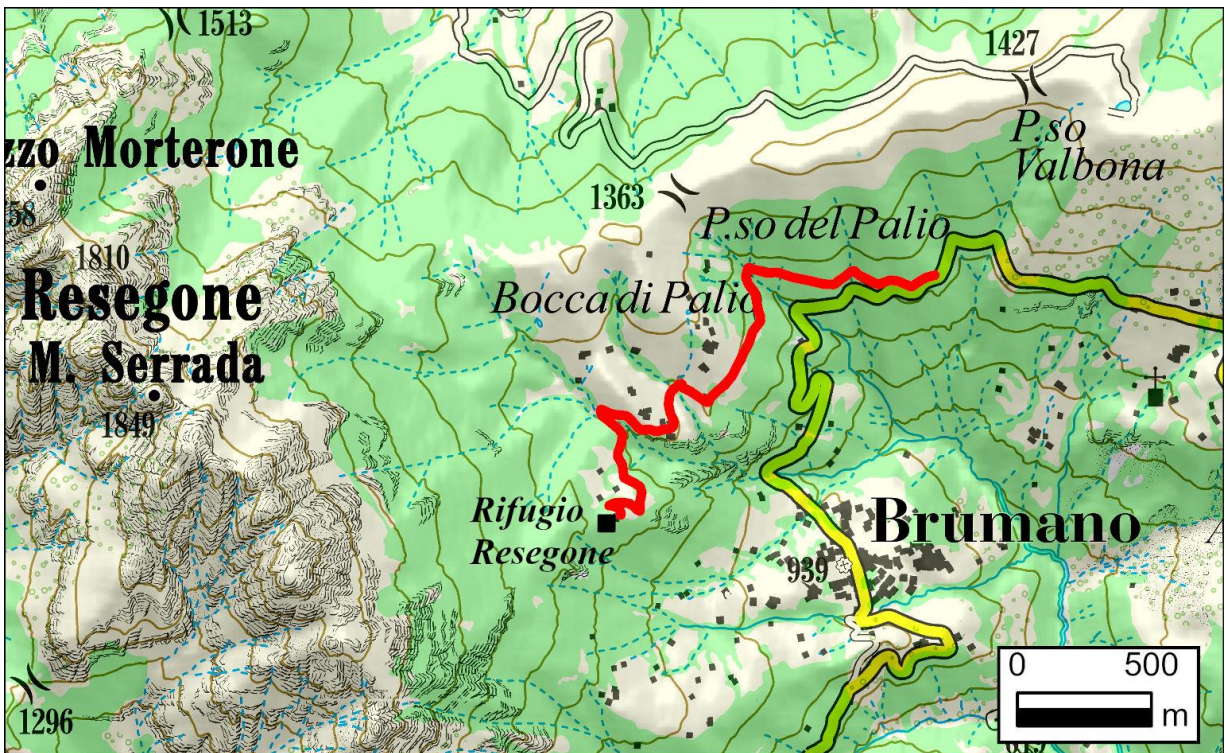 1513
1427
zzo Morterone
P.so
Valbona
58
1363
P.so del Palio
1810
Resegone
Bocca di Palio
M. Serrada
1849
Rifugio
Resegone
Brumano
939
1296
0 500
m